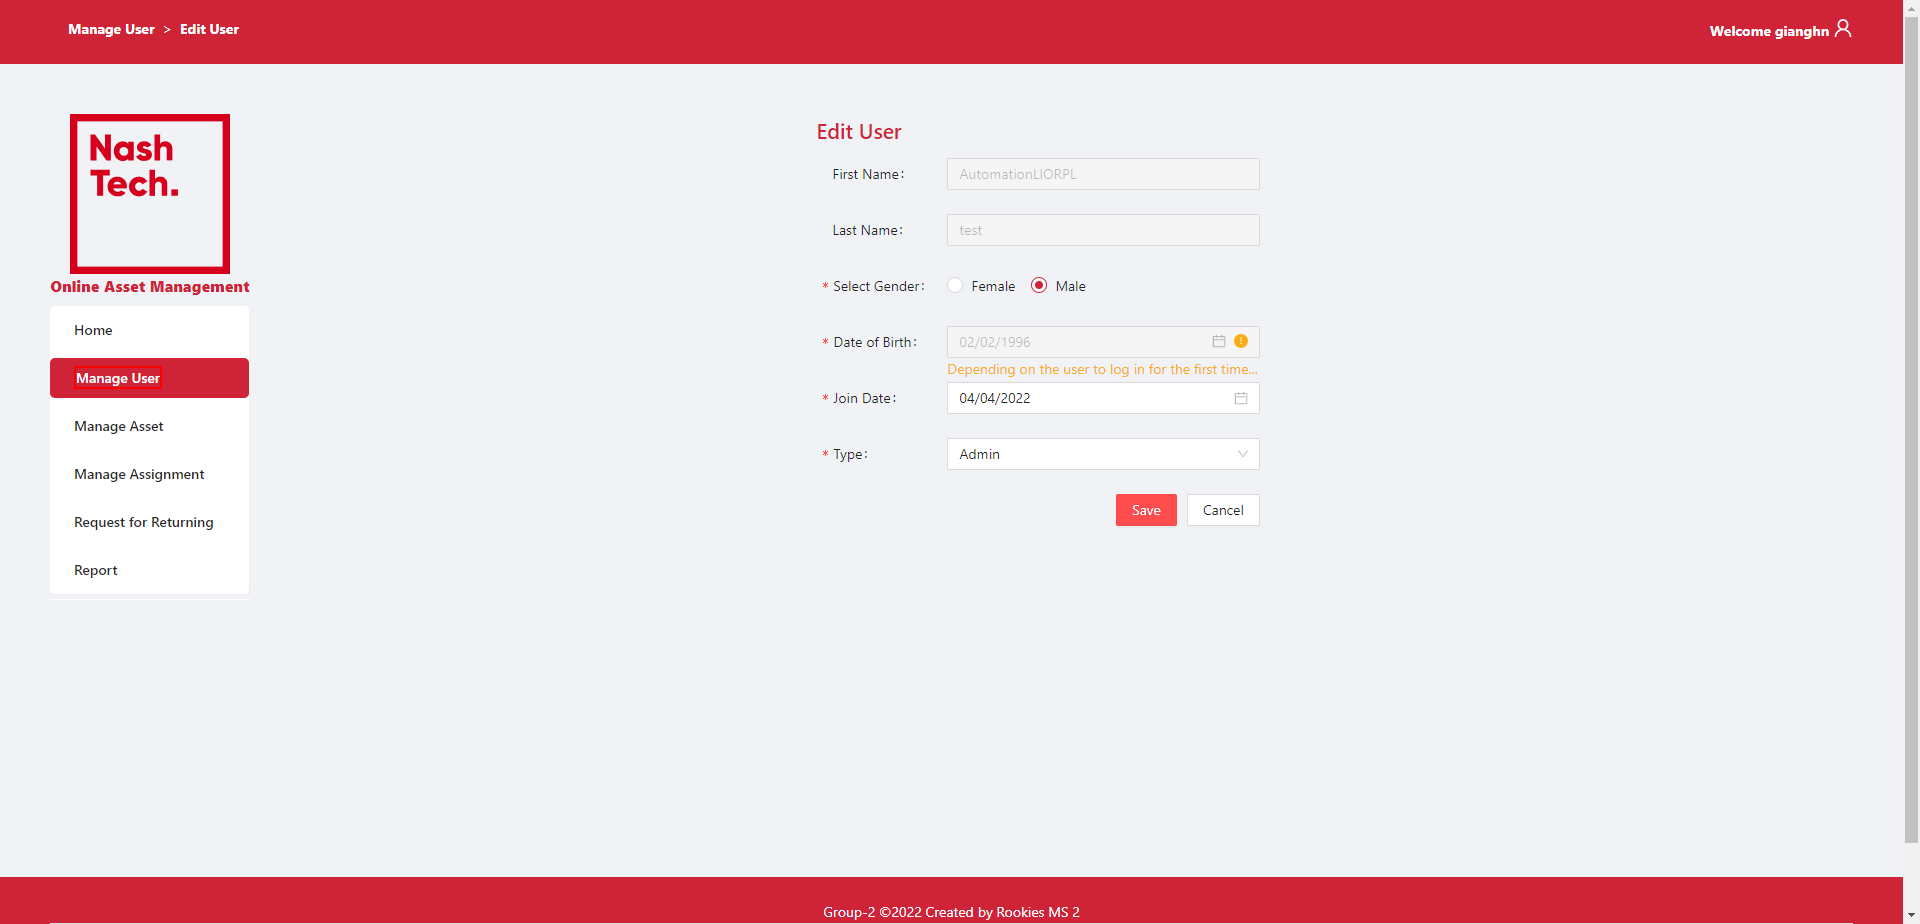 Manage User > Edit User
Welcome gianghn
Nash
Tech.
Online Asset Management
Home
Manage User
Manage Asset
Manage Assignment
Request for Returning
Report
Edit User
First Name: AutomationLIORPL
Last Name: test
* Select Gender: Female Male
* Date of Birth: 02/02/1996
Depending on the user to log in for the first time...
* Join Date: 04/04/2022
* Type: Admin
Save Cancel
Group-2 ©2022 Created by Rookies MS 2